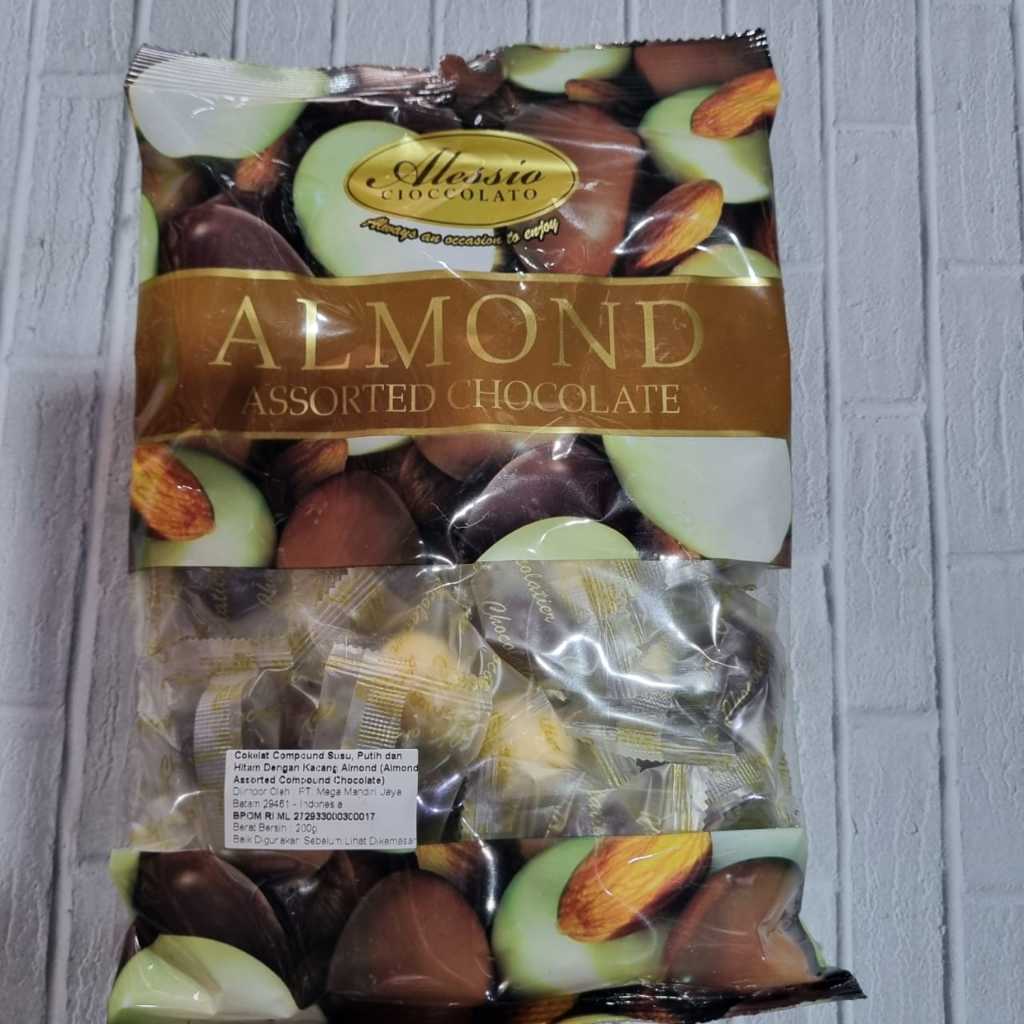 Alessio
CIOCCOLATO
Always an occasion to enjoy
ALMOND
ASSORTED CHOCOLATE
Chocolatier
Cokelat Compound Susu, Putih dan
Hitam Dengan Kacang Almond (Almond
Assorted Compound Chocolate)
Diimpor Oleh : PT. Mega Mandiri Jaya
Batam 29461 - Indonesia
BPOM RI ML 272933000300017
Berat Bersih : 200g
Baik Digunakan Sebelum Lihat Dikemasan